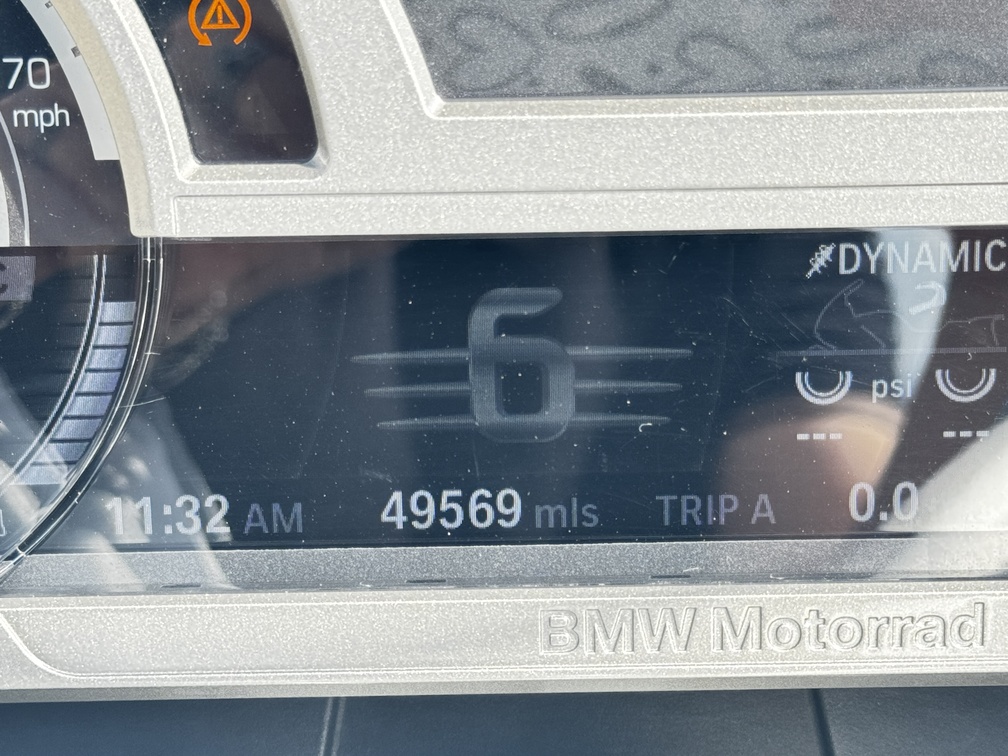 70
mph
DYNAMIC
6
psi
--- ---
11:32 AM 49569 mls TRIP A 0.0
BMW Motorrad